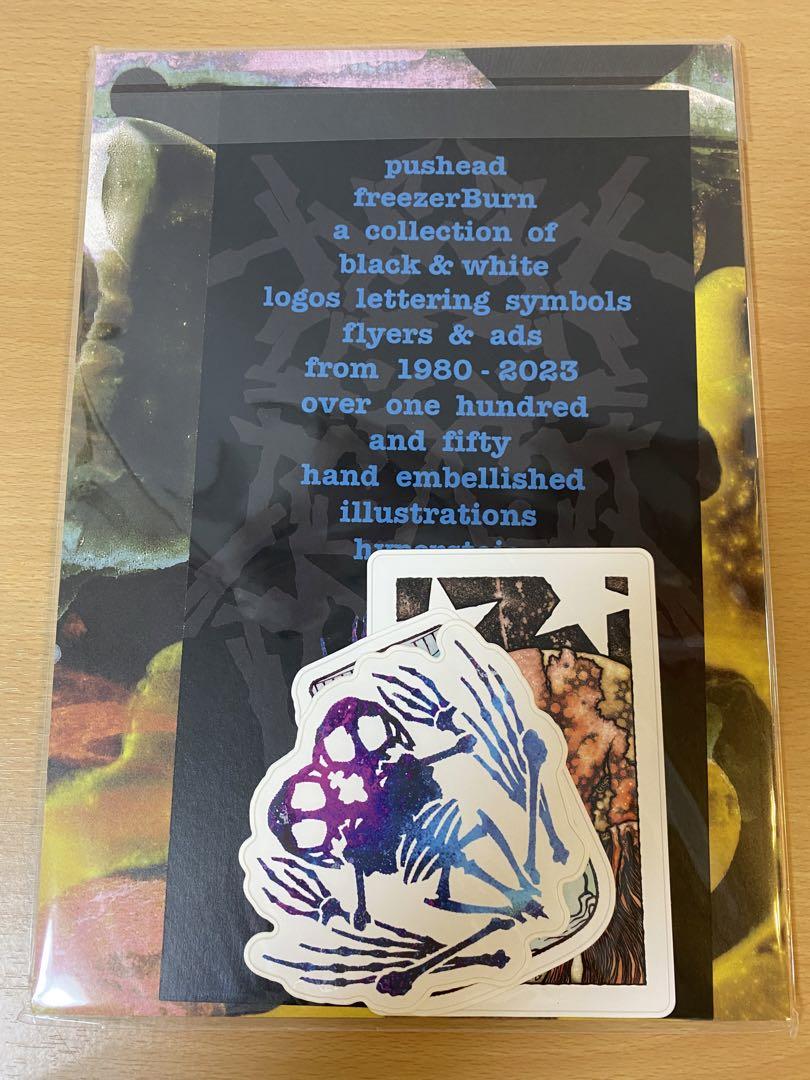 pushead
freezerBurn
a collection of
black & white
logos lettering symbols
flyers & ads
from 1980 - 2023
over one hundred
and fifty
hand embellished
illustrations